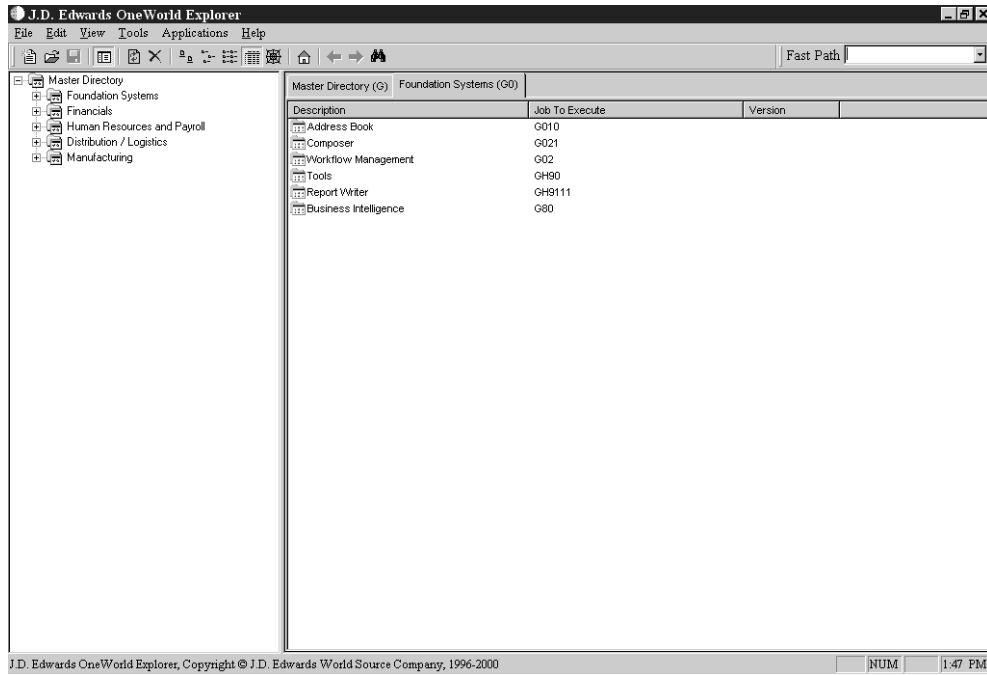 J.D. Edwards OneWorld Explorer
File Edit View Tools Applications Help
Fast Path
Master Directory
Foundation Systems
Financials
Human Resources and Payroll
Distribution / Logistics
Manufacturing
Master Directory (G) Foundation Systems (G0)
Description Job To Execute Version
Address Book G010
Composer G021
Workflow Management G02
Tools GH90
Report Writer GH9111
Business Intelligence G80
J.D. Edwards OneWorld Explorer, Copyright © J.D. Edwards World Source Company, 1996-2000 NUM 1:47 PM